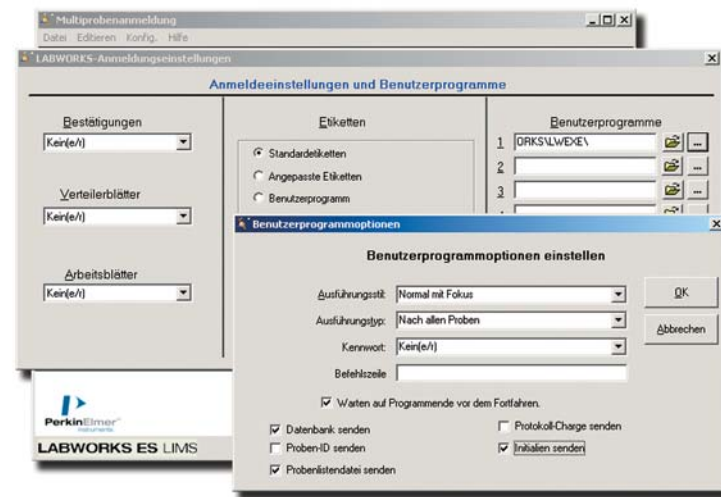 Multiprobenanmeldung
Datei Editieren Konfig. Hilfe
LABWORKS-Anmeldungseinstellungen
Anmeldeeinstellungen und Benutzerprogramme
Bestätigungen
Kein(e/r)
Verteilerblätter
Kein(e/r)
Arbeitsblätter
Kein(e/r)
Etiketten
Standardetiketten
Angepasste Etiketten
Benutzerprogramm
Benutzerprogramme
1 ORKS\LWEXE\ ...
2 ...
3 ...
Benutzerprogrammoptionen
Benutzerprogrammoptionen einstellen
Ausführungsstil: Normal mit Fokus
Ausführungstyp: Nach allen Proben
Kennwort: Kein(e/r)
Befehlszeile
OK
Abbrechen
Warten auf Programmende vor dem Fortfahren.
Datenbank senden
Protokoll-Charge senden
Proben-ID senden
Initialien senden
Probenlistendatei senden
PerkinElmer™
instruments.
LABWORKS ES LIMS